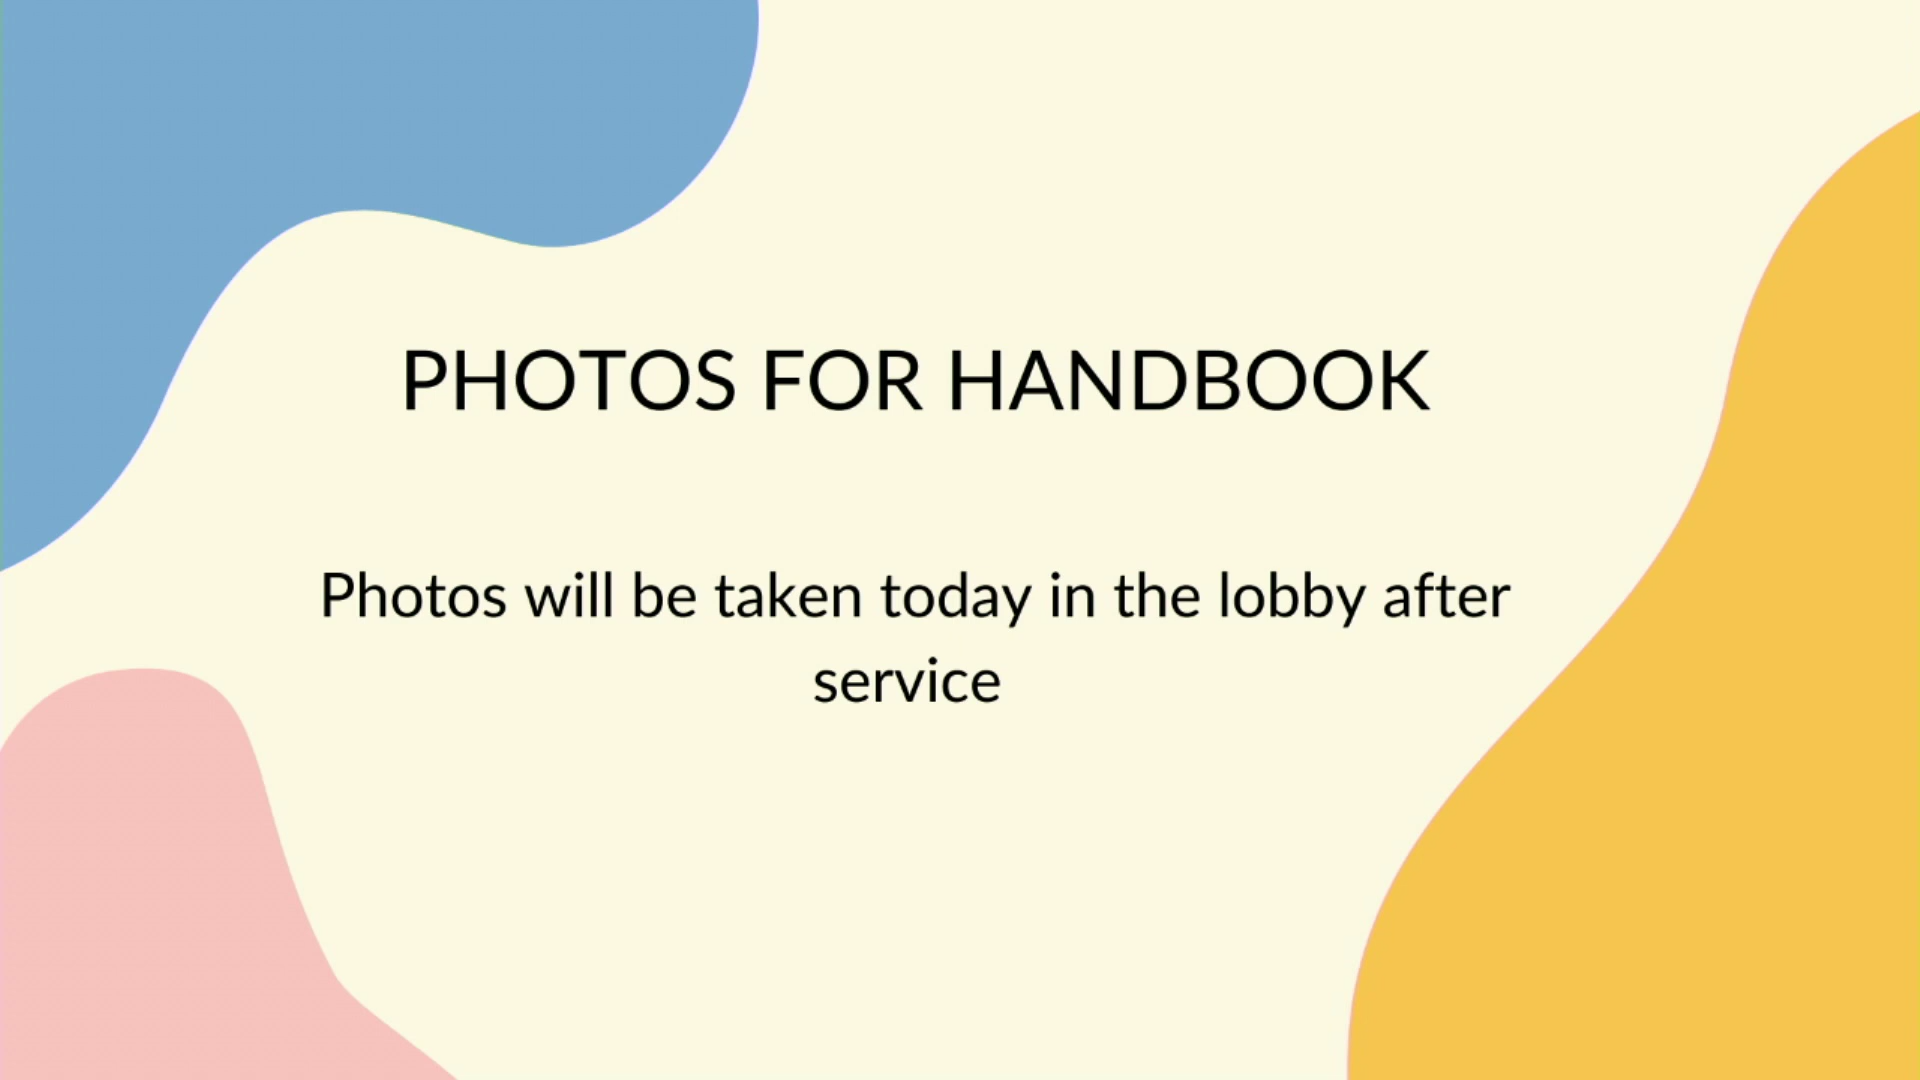 PHOTOS FOR HANDBOOK
Photos will be taken today in the lobby after
service